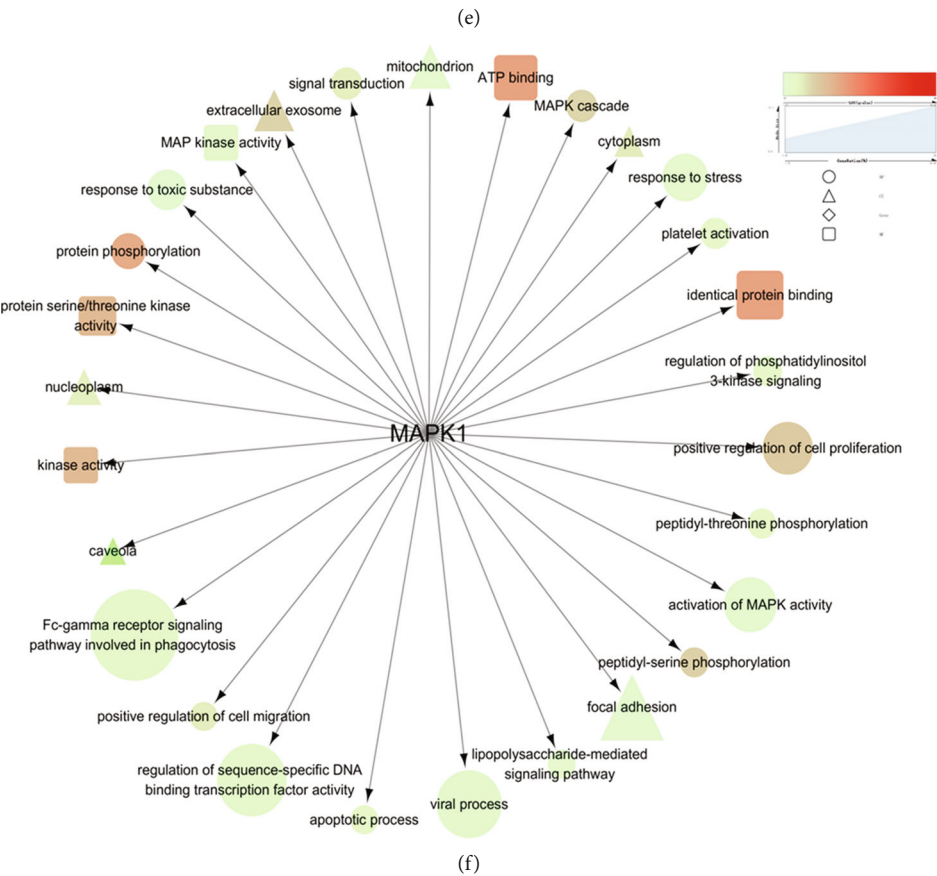 (e)
mitochondrion
ATP binding
signal transduction
MAPK cascade
extracellular exosome
cytoplasm
MAP kinase activity
response to stress
response to toxic substance
platelet activation
protein phosphorylation
identical protein binding
protein serine/threonine kinase
activity
regulation of phosphatidylinositol
3-kinase signaling
nucleoplasm
MAPK1
positive regulation of cell proliferation
kinase activity
peptidyl-threonine phosphorylation
caveola
activation of MAPK activity
Fc-gamma receptor signaling
pathway involved in phagocytosis
peptidyl-serine phosphorylation
focal adhesion
positive regulation of cell migration
lipopolysaccharide-mediated
signaling pathway
regulation of sequence-specific DNA
binding transcription factor activity
viral process
apoptotic process
(f)